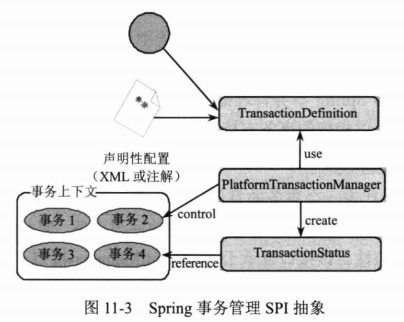 TransactionDefinition
声明性配置
（XML 或注解）
use
事务上下文
PlatformTransactionManager
事务 1
事务 2
control
create
事务 3
事务 4
reference
TransactionStatus
图 11-3 Spring 事务管理 SPI 抽象